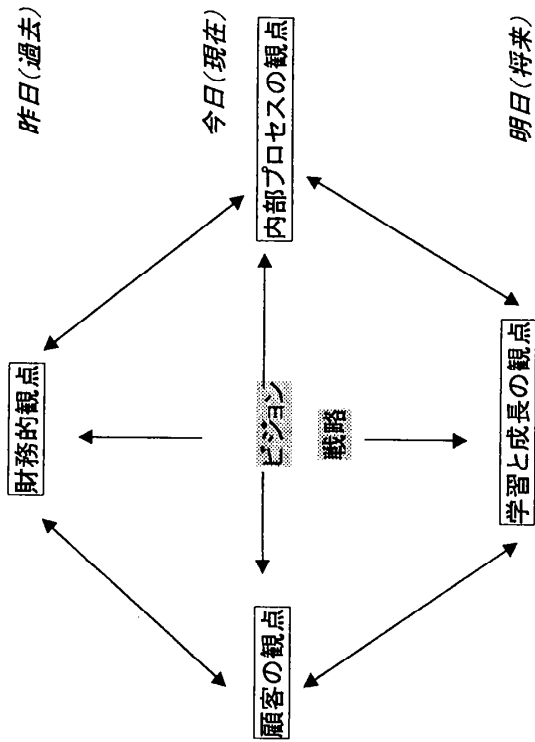 昨日(過去)
財務的観点
今日(現在)
顧客の観点
ビジョン
戦略
内部プロセスの観点
明日(将来)
学習と成長の観点